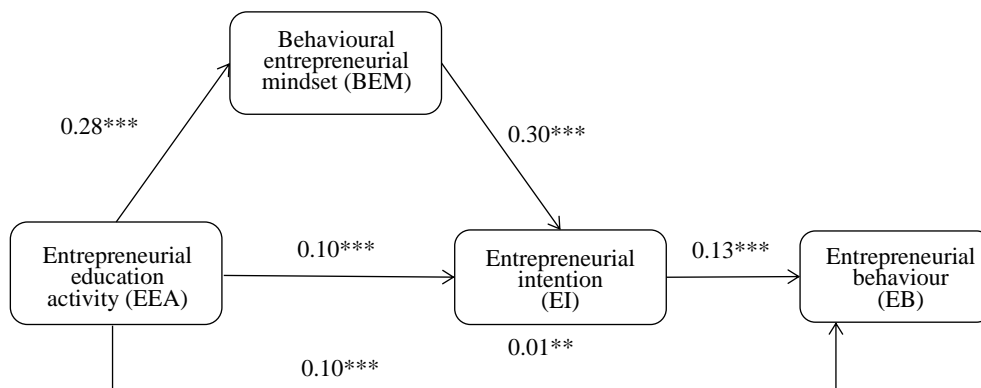 Behavioural
entrepreneurial
mindset (BEM)
0.28***
0.30***
Entrepreneurial
education
activity (EEA)
0.10***
Entrepreneurial
intention
(EI)
0.13***
Entrepreneurial
behaviour
(EB)
0.01**
0.10***